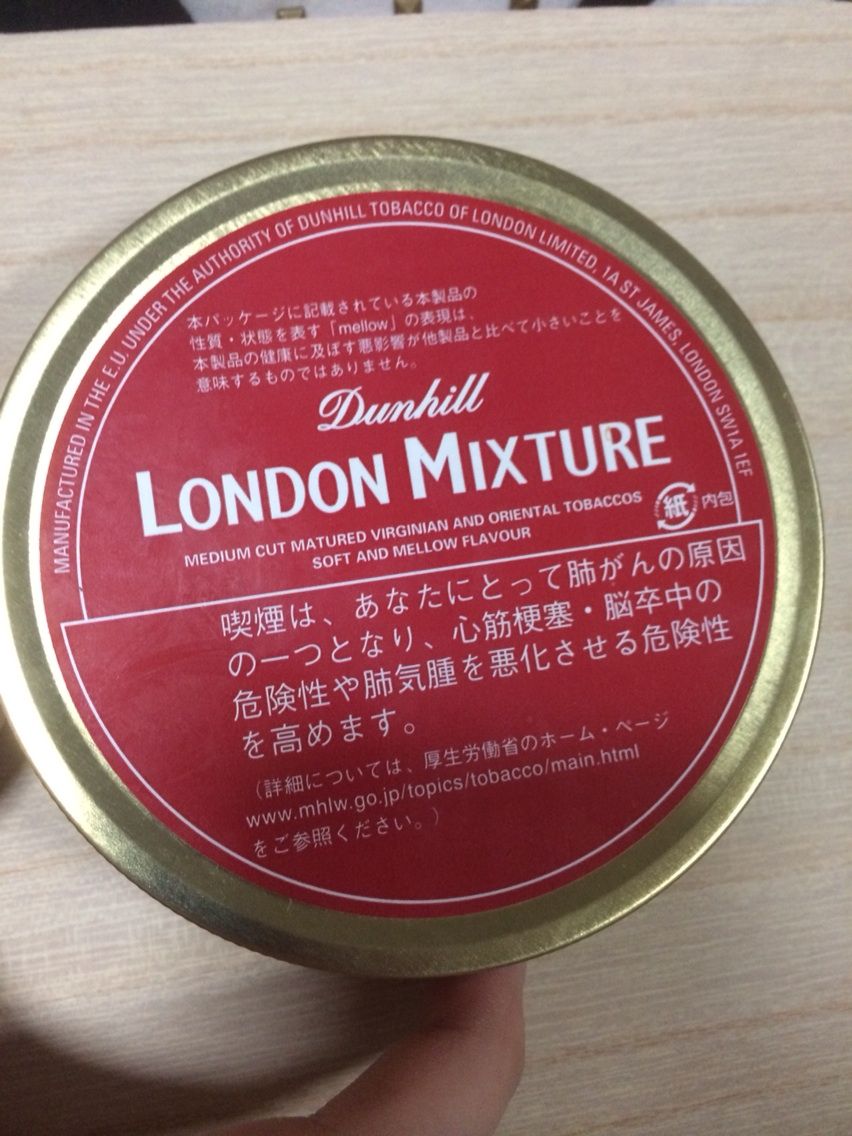 MANUFACTURED IN THE E.U. UNDER THE AUTHORITY OF DUNHILL TOBACCO OF LONDON LIMITED, 1A ST JAMES, LONDON SW1A 1EF
本パッケージに記載されている本製品の
性質・状態を表す「mellow」の表現は、
本製品の健康に及ぼす悪影響が他製品と比べて小さいことを
意味するものではありません。
Dunhill
LONDON MIXTURE
MEDIUM CUT MATURED VIRGINIAN AND ORIENTAL TOBACCOS
SOFT AND MELLOW FLAVOUR
紙 内包
喫煙は、あなたにとって肺がんの原因
の一つとなり、心筋梗塞・脳卒中の
危険性や肺気腫を悪化させる危険性
を高めます。
（詳細については、厚生労働省のホーム・ページ
www.mhlw.go.jp/topics/tobacco/main.html
をご参照ください。）